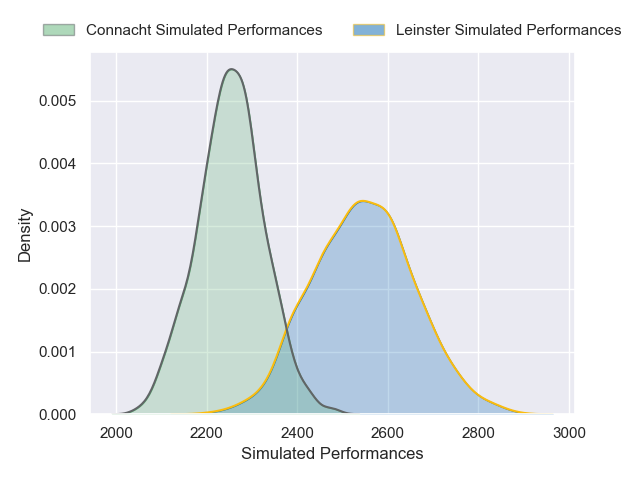 Connacht Simulated Performances Leinster Simulated Performances
0.005
0.004
0.003
0.002
0.001
0.000
Density
2000 2200 2400 2600 2800 3000
Simulated Performances